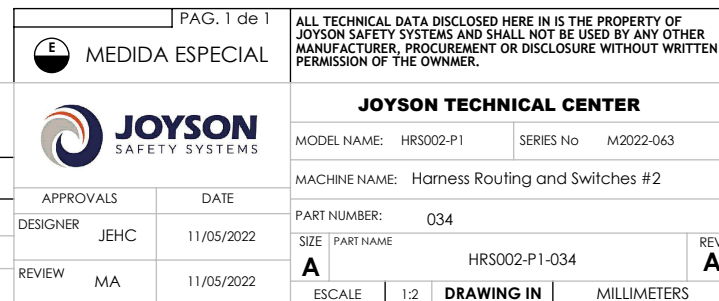 PAG. 1 de 1
E MEDIDA ESPECIAL
ALL TECHNICAL DATA DISCLOSED HERE IN IS THE PROPERTY OF
JOYSON SAFETY SYSTEMS AND SHALL NOT BE USED BY ANY OTHER
MANUFACTURER, PROCUREMENT OR DISCLOSURE WITHOUT WRITTEN
PERMISSION OF THE OWNMER.
JOYSON
SAFETY SYSTEMS
JOYSON TECHNICAL CENTER
MODEL NAME: HRS002-P1 SERIES No M2022-063
MACHINE NAME: Harness Routing and Switches #2
APPROVALS DATE
DESIGNER JEHC 11/05/2022
REVIEW MA 11/05/2022
PART NUMBER: 034
SIZE PART NAME REV
A HRS002-P1-034 A
ESCALE 1:2 DRAWING IN MILLIMETERS